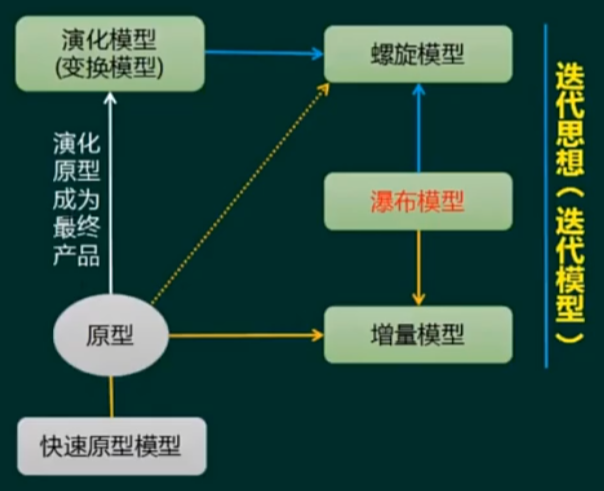 演化模型
(变换模型)
螺旋模型
演化
原型
成为
最终
产品
瀑布模型
迭代思想（迭代模型）
原型
增量模型
快速原型模型